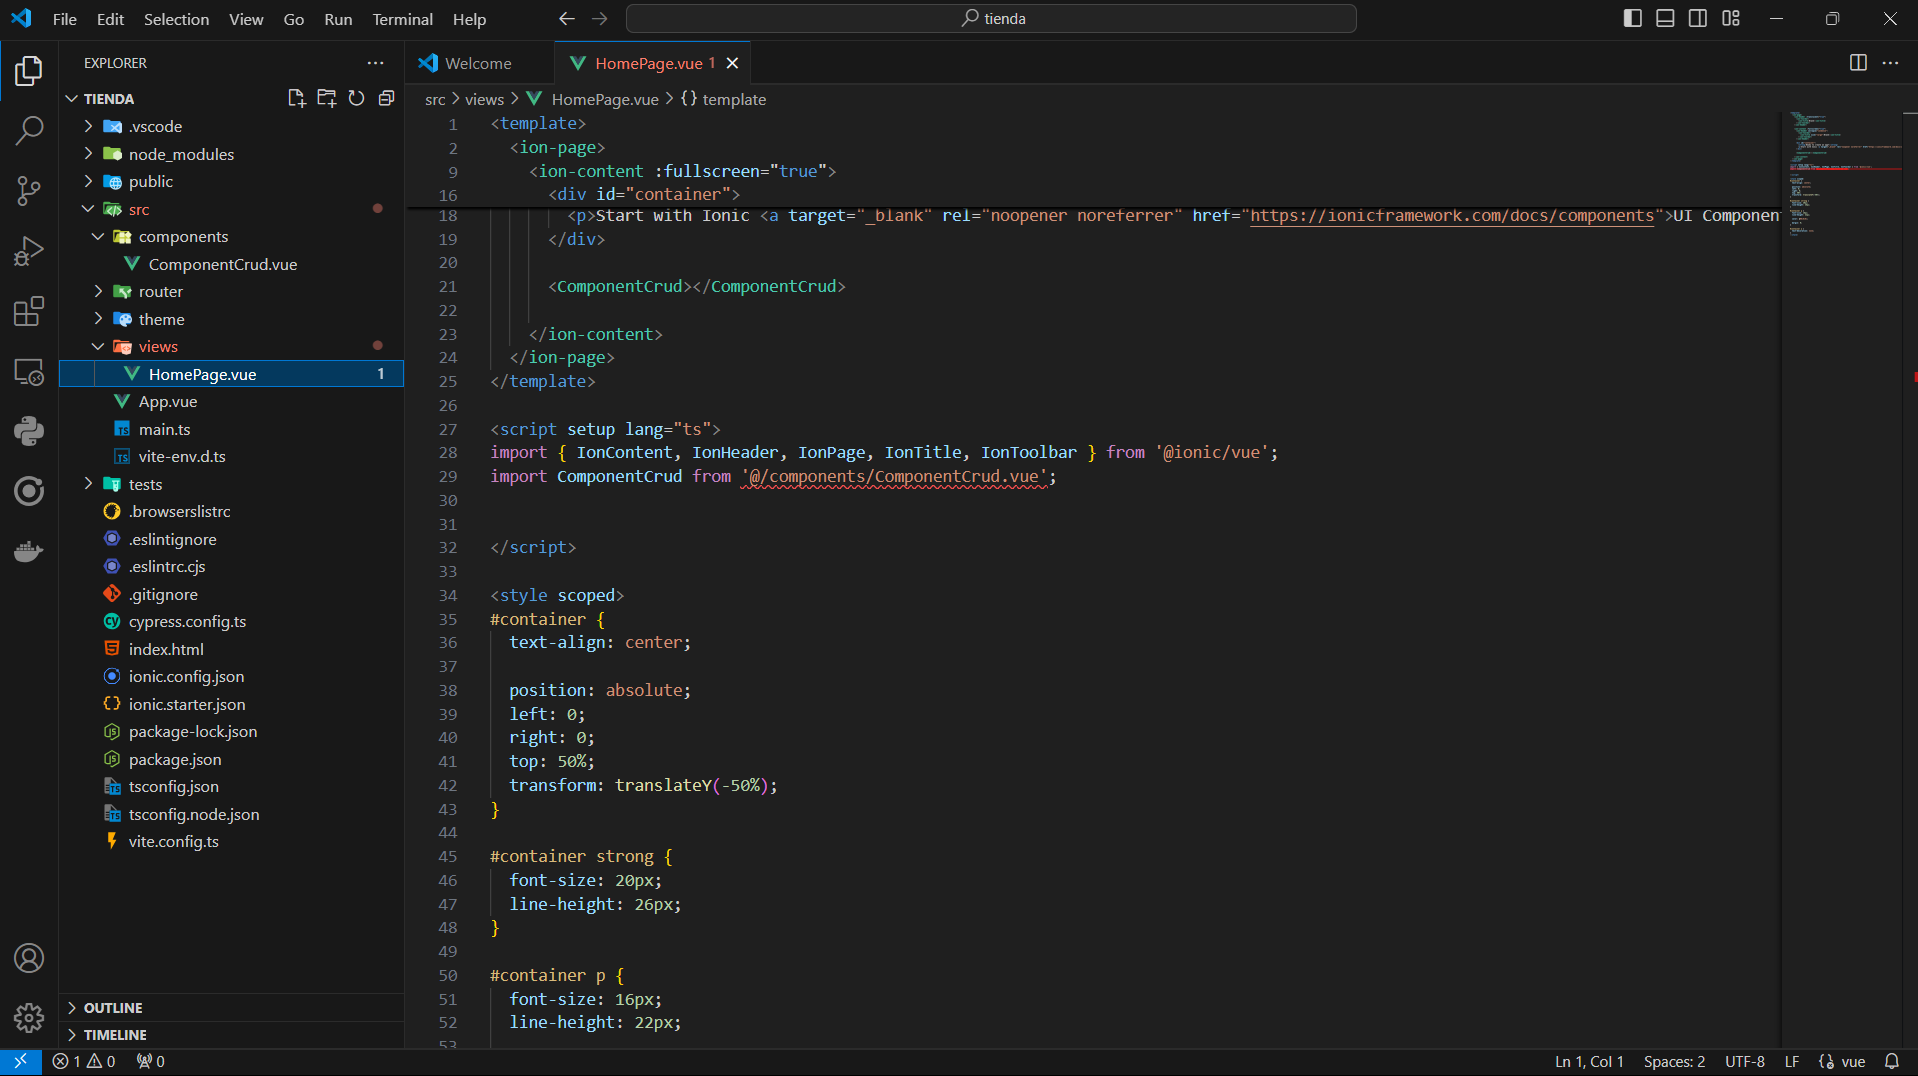 File Edit Selection View Go Run Terminal Help
tienda
EXPLORER
TIENDA
.vscode
node_modules
public
src
components
ComponentCrud.vue
router
theme
views
HomePage.vue 1
App.vue
main.ts
vite-env.d.ts
tests
.browserslistrc
.eslintignore
.eslintrc.cjs
.gitignore
cypress.config.ts
index.html
ionic.config.json
ionic.starter.json
package-lock.json
package.json
tsconfig.json
tsconfig.node.json
vite.config.ts
OUTLINE
TIMELINE
Welcome
HomePage.vue 1
src > views > HomePage.vue > {} template
1 <template>
2 <ion-page>
9 <ion-content :fullscreen="true">
16 <div id="container">
18 <p>Start with Ionic <a target="_blank" rel="noopener noreferrer" href="https://ionicframework.com/docs/components">UI Componen
19 </div>
20
21 <ComponentCrud></ComponentCrud>
22
23 </ion-content>
24 </ion-page>
25 </template>
26
27 <script setup lang="ts">
28 import { IonContent, IonHeader, IonPage, IonTitle, IonToolbar } from '@ionic/vue';
29 import ComponentCrud from '@/components/ComponentCrud.vue';
30
31
32 </script>
33
34 <style scoped>
35 #container {
36 text-align: center;
37
38 position: absolute;
39 left: 0;
40 right: 0;
41 top: 50%;
42 transform: translateY(-50%);
43 }
44
45 #container strong {
46 font-size: 20px;
47 line-height: 26px;
48 }
49
50 #container p {
51 font-size: 16px;
52 line-height: 22px;
53
1 0 0
Ln 1, Col 1 Spaces: 2 UTF-8 LF vue